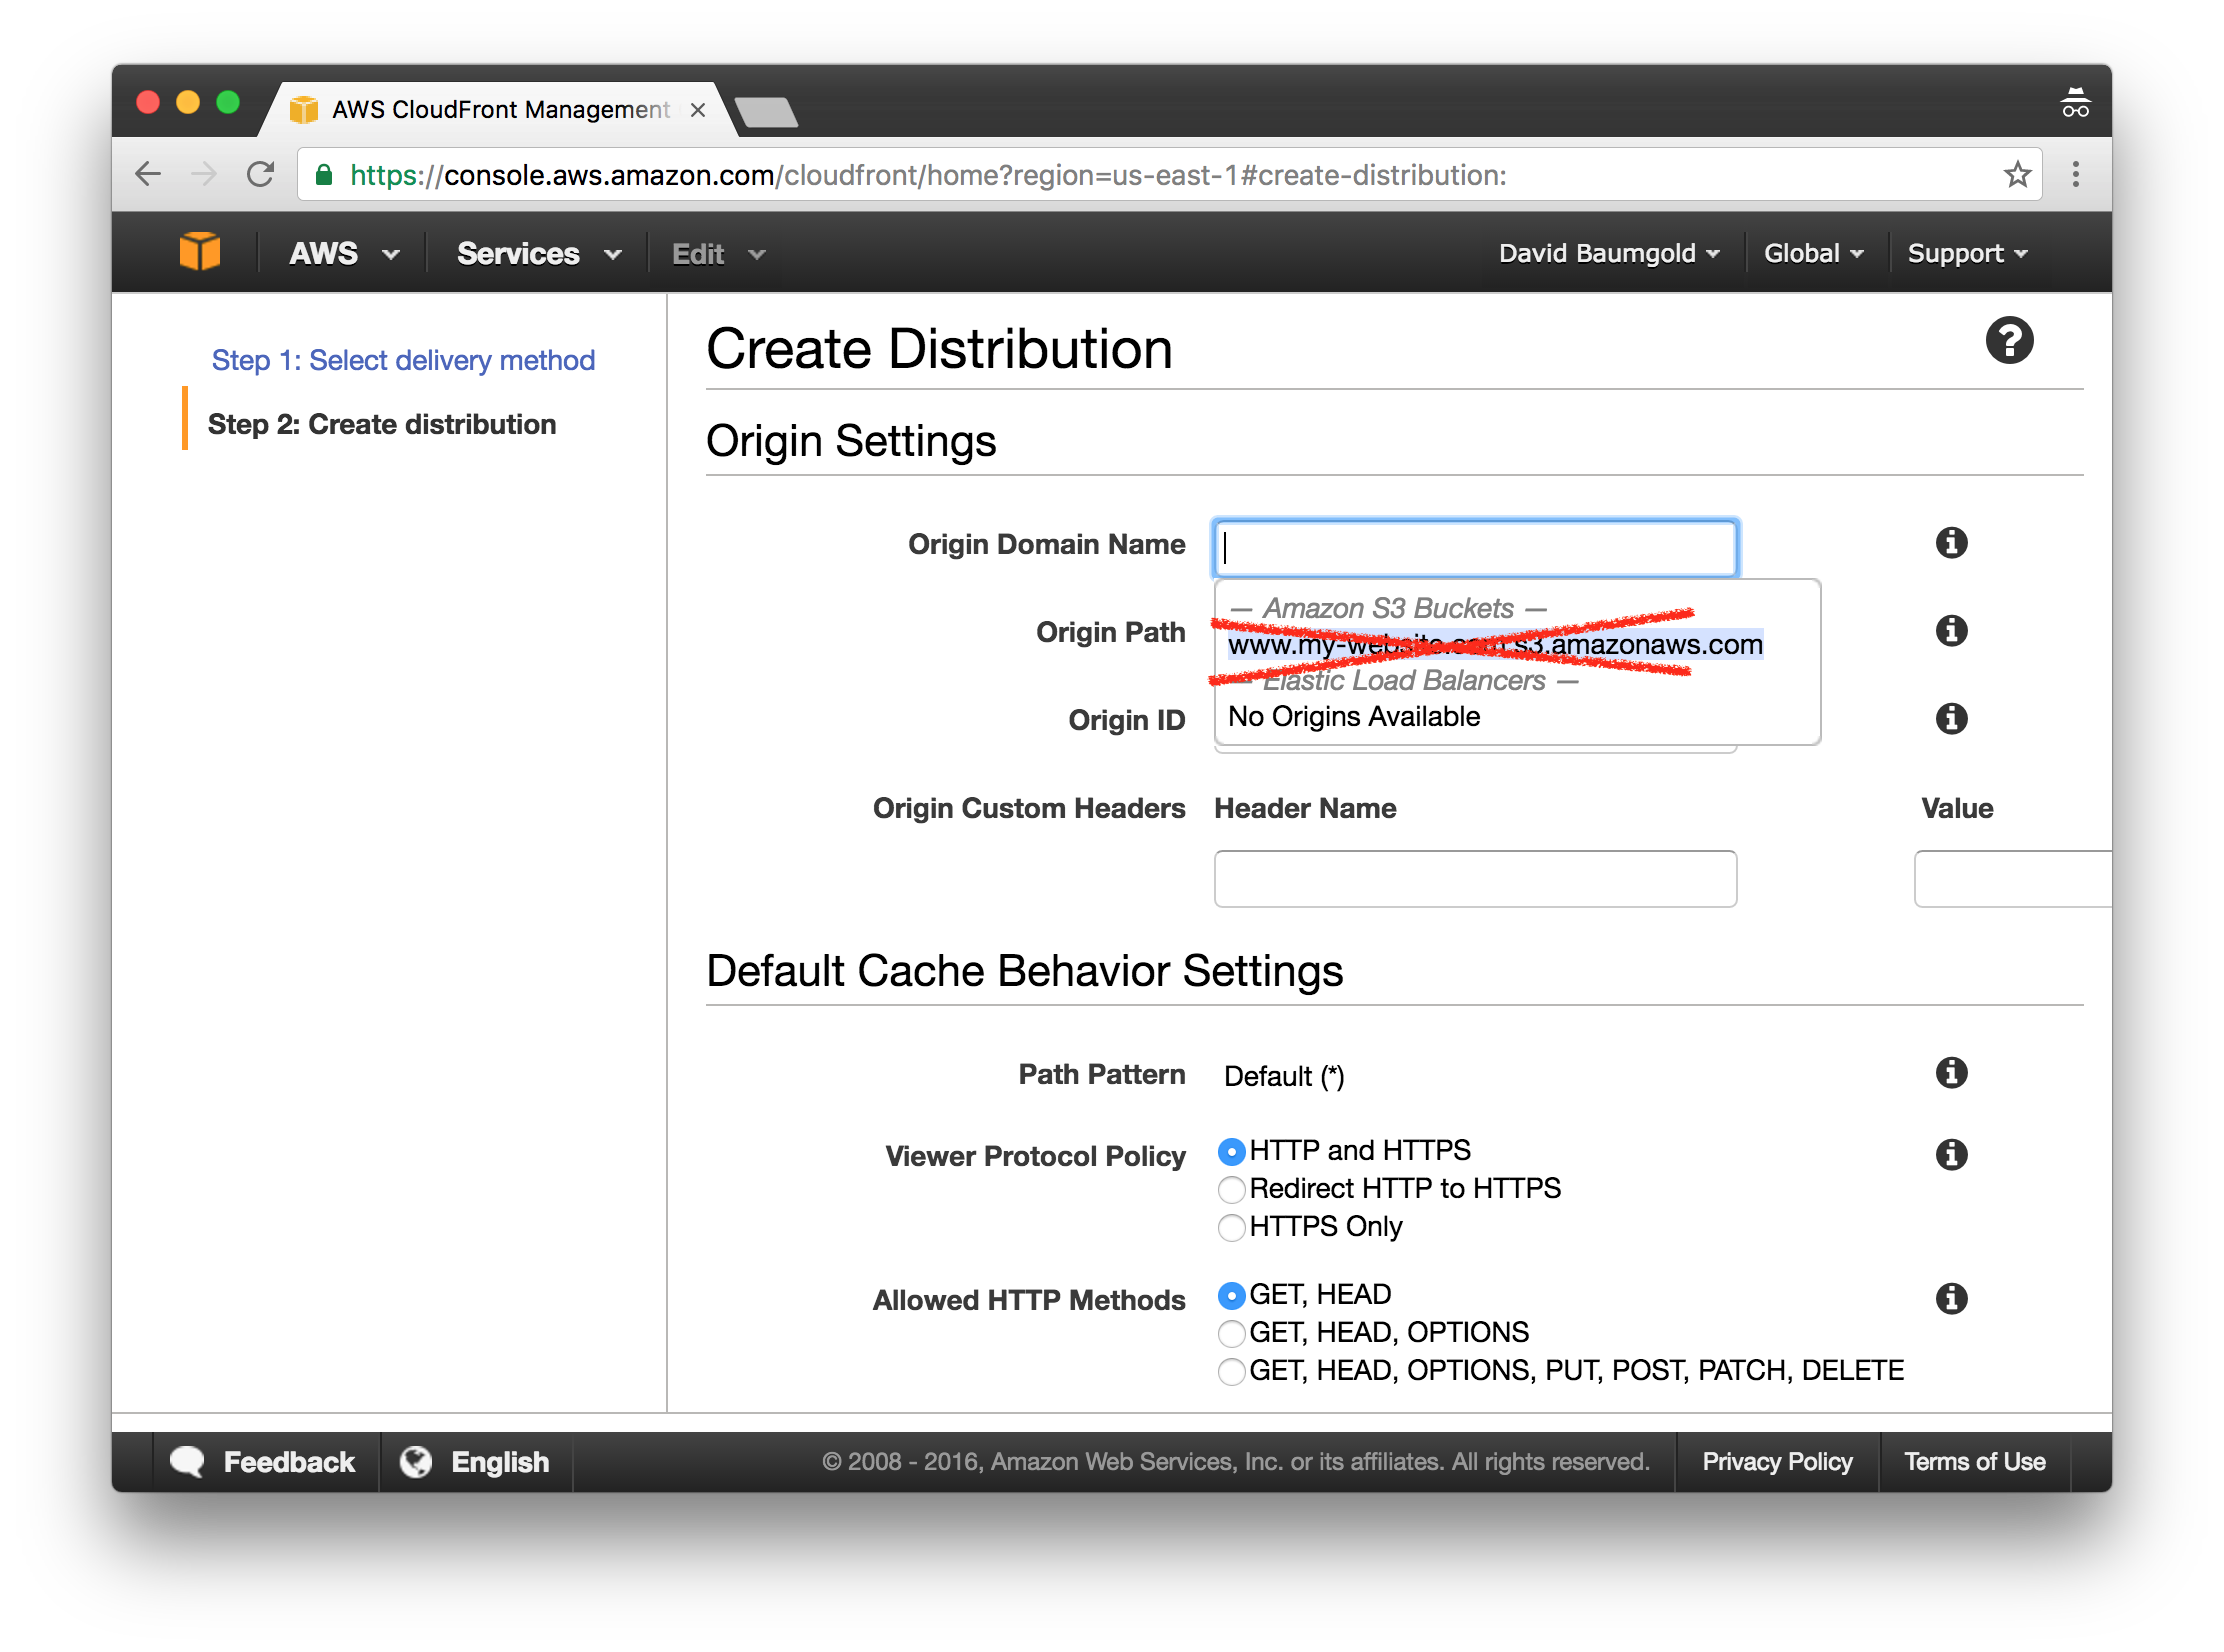 AWS CloudFront Management
https://console.aws.amazon.com/cloudfront/home?region=us-east-1#create-distribution:
AWS Services Edit David Baumgold Global Support
Step 1: Select delivery method
Step 2: Create distribution
Create Distribution
Origin Settings
Origin Domain Name
— Amazon S3 Buckets —
Origin Path
www.my-website.com.s3.amazonaws.com
— Elastic Load Balancers —
Origin ID
No Origins Available
Origin Custom Headers Header Name Value
Default Cache Behavior Settings
Path Pattern Default (*)
Viewer Protocol Policy HTTP and HTTPS
Redirect HTTP to HTTPS
HTTPS Only
Allowed HTTP Methods GET, HEAD
GET, HEAD, OPTIONS
GET, HEAD, OPTIONS, PUT, POST, PATCH, DELETE
Feedback English © 2008 - 2016, Amazon Web Services, Inc. or its affiliates. All rights reserved. Privacy Policy Terms of Use